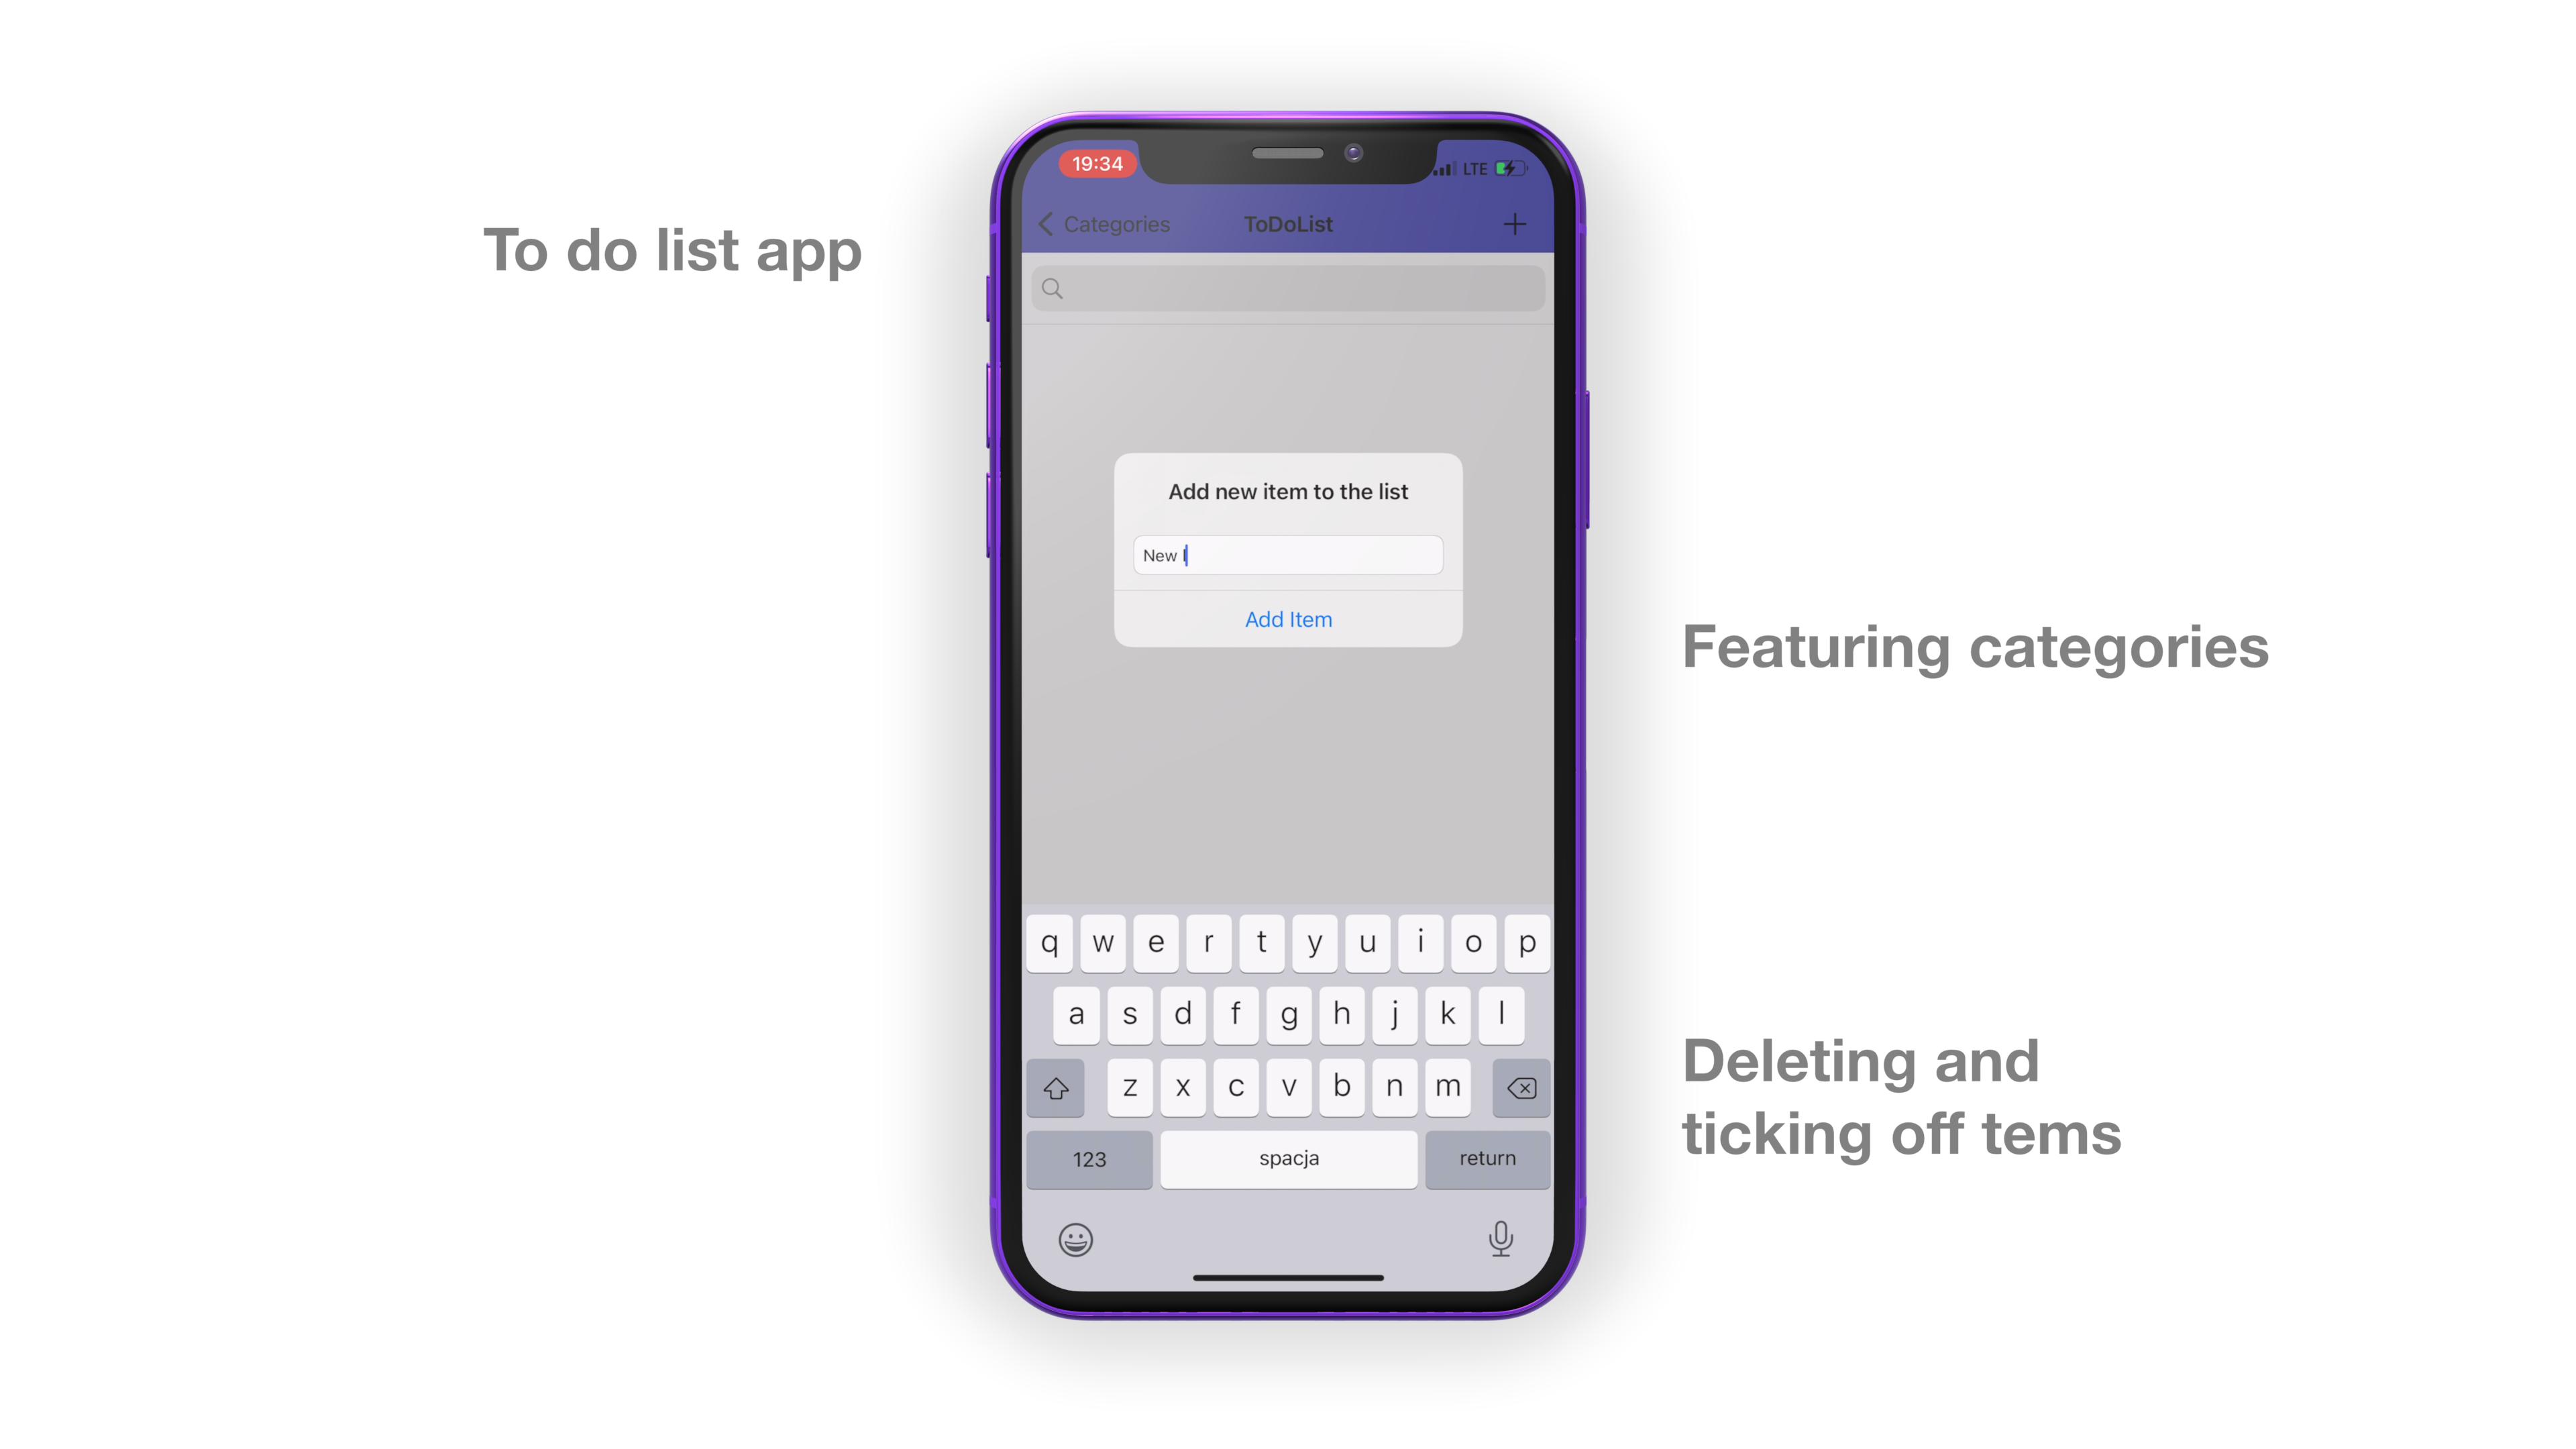 To do list app
19:34
LTE
Categories ToDoList
Add new item to the list
New I
Add Item
Featuring categories
q w e r t y u i o p
a s d f g h j k l
z x c v b n m
123 spacja return
Deleting and
ticking off tems